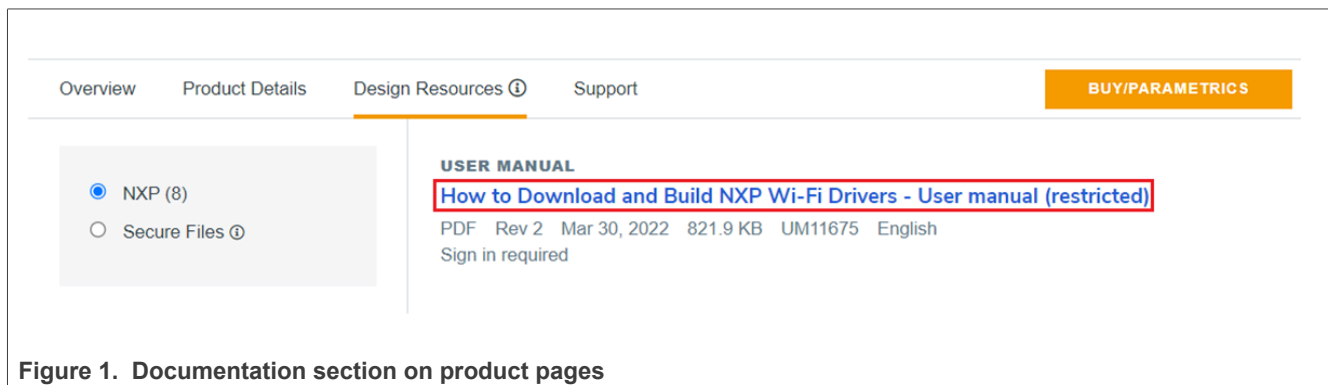 Overview Product Details Design Resources ⓘ Support BUY/PARAMETRICS
NXP (8)
Secure Files ⓘ
USER MANUAL
How to Download and Build NXP Wi-Fi Drivers - User manual (restricted)
PDF Rev 2 Mar 30, 2022 821.9 KB UM11675 English
Sign in required
Figure 1. Documentation section on product pages